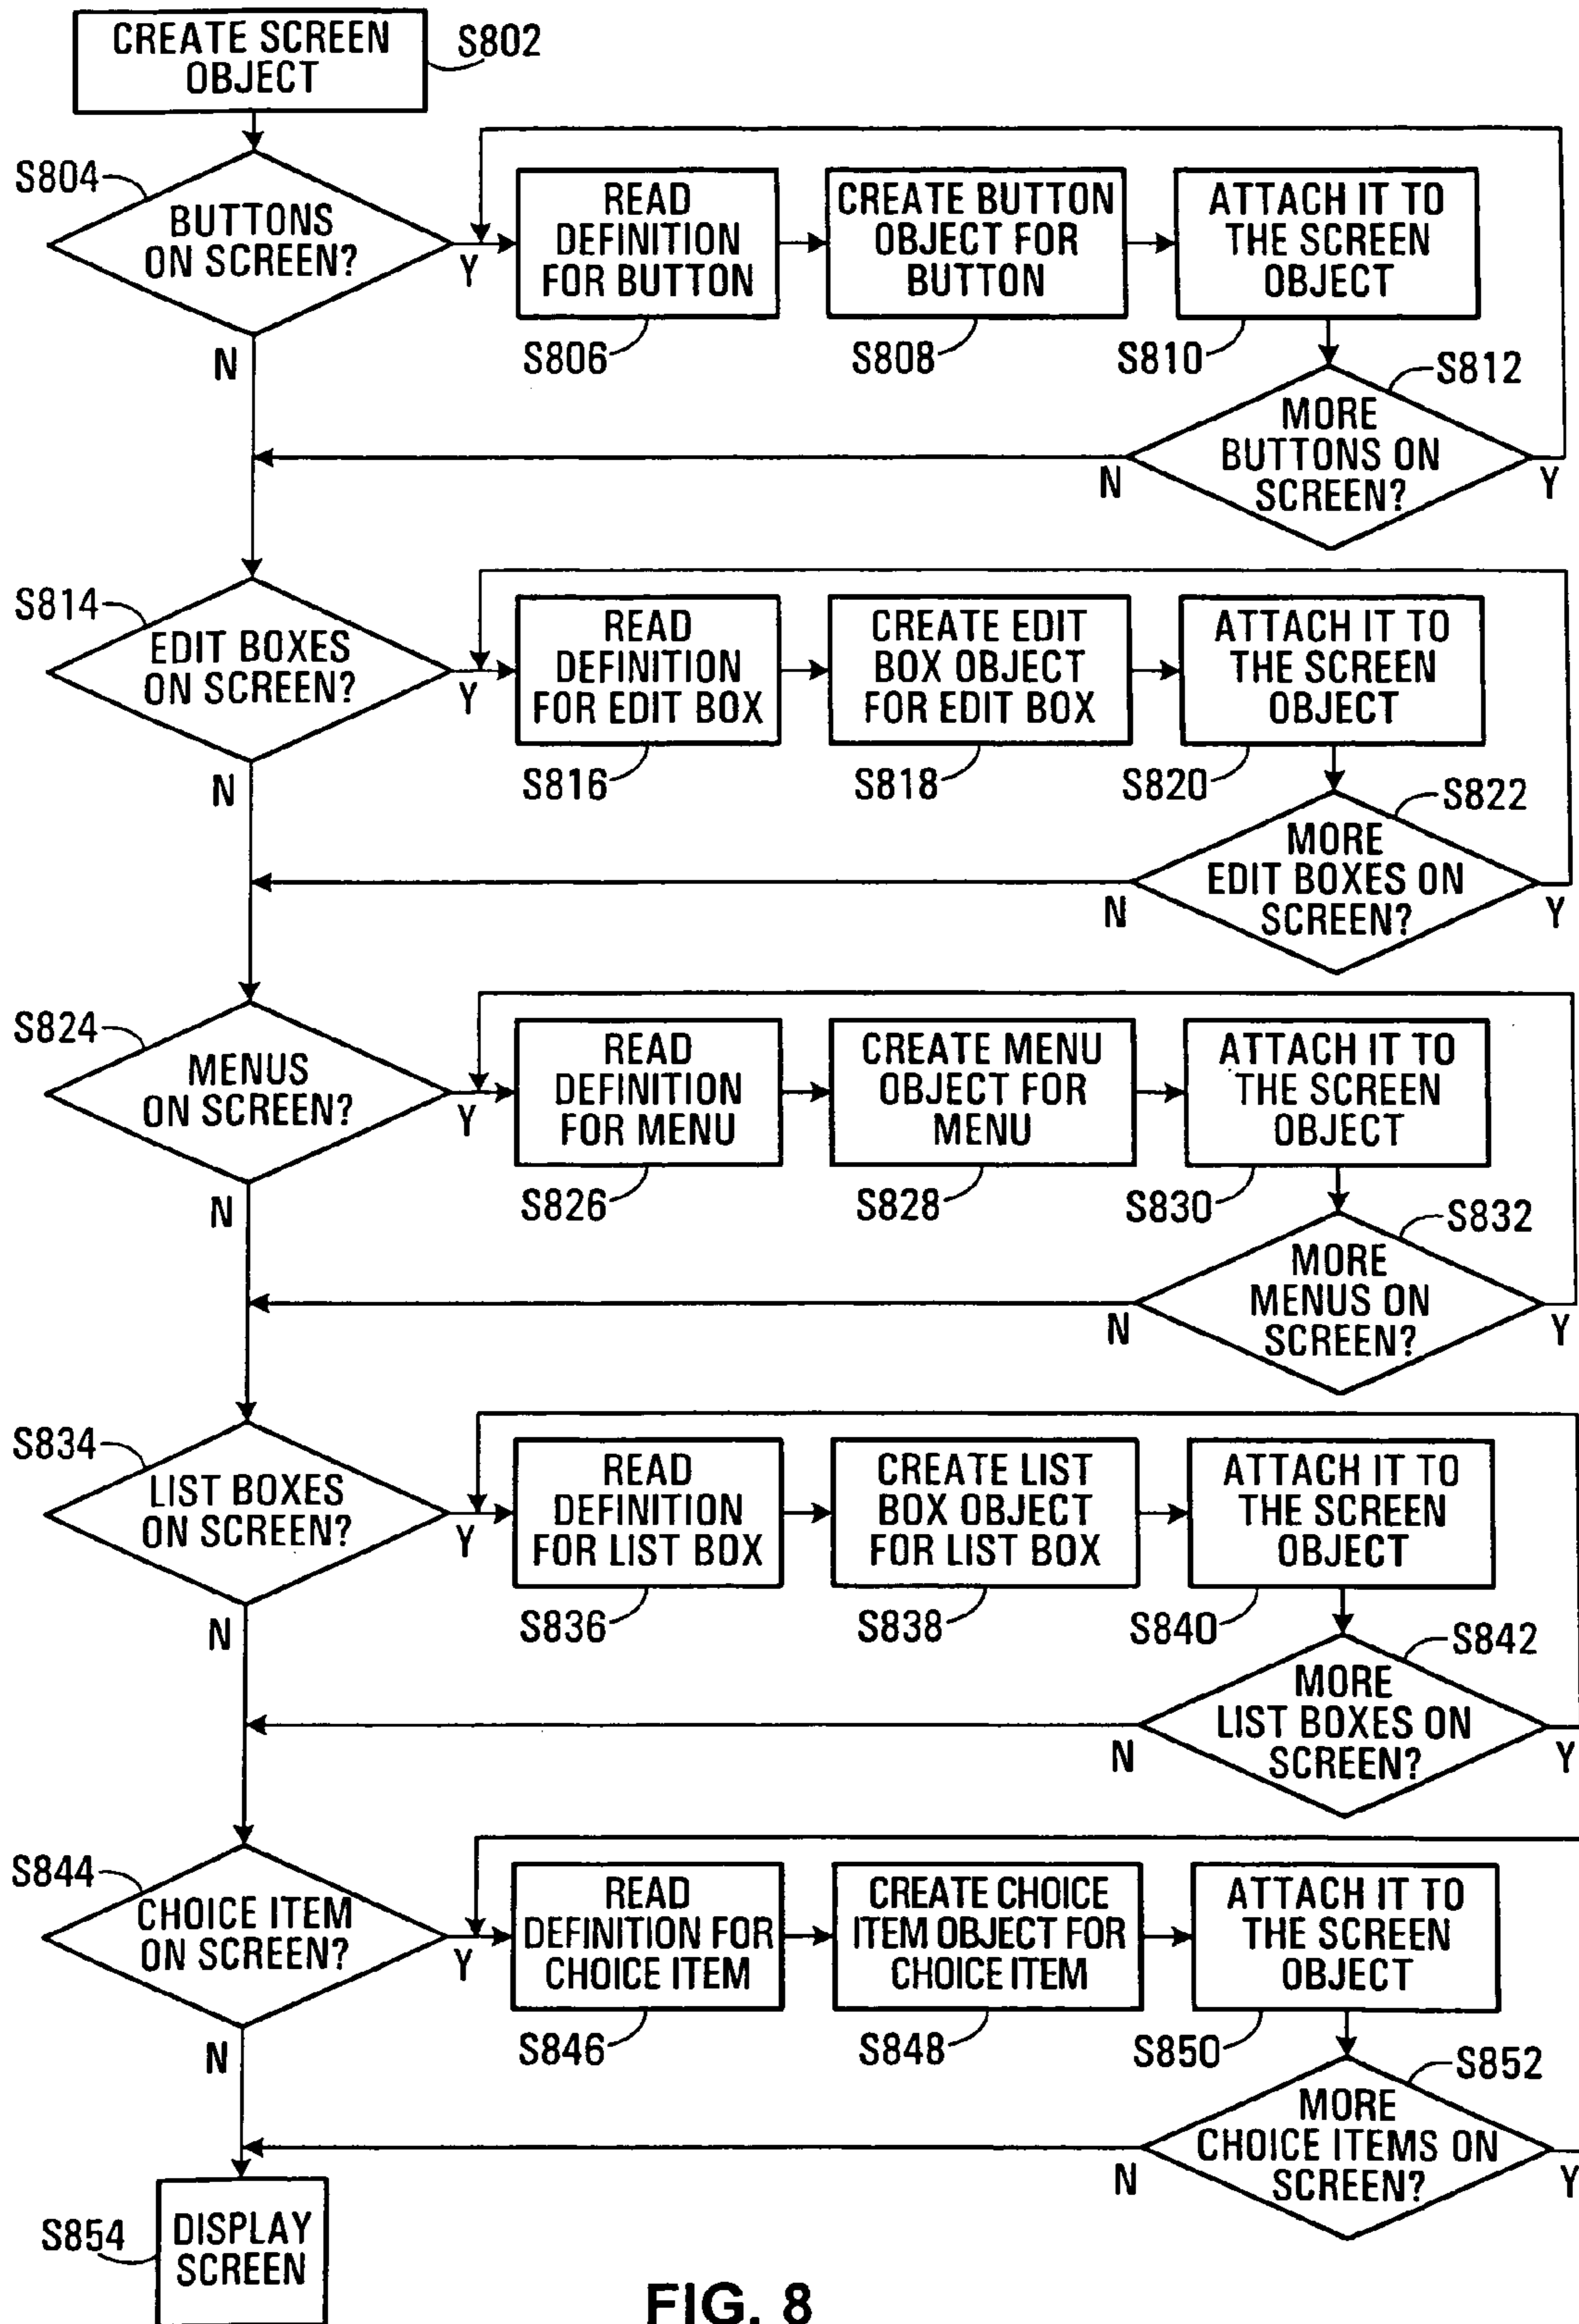 CREATE SCREEN
OBJECT
S802
S804
BUTTONS
ON SCREEN?
Y
N
READ
DEFINITION
FOR BUTTON
S806
CREATE BUTTON
OBJECT FOR
BUTTON
S808
ATTACH IT TO
THE SCREEN
OBJECT
S810
S812
MORE
BUTTONS ON
SCREEN?
N
Y
S814
EDIT BOXES
ON SCREEN?
Y
N
READ
DEFINITION
FOR EDIT BOX
S816
CREATE EDIT
BOX OBJECT
FOR EDIT BOX
S818
ATTACH IT TO
THE SCREEN
OBJECT
S820
S822
MORE
EDIT BOXES ON
SCREEN?
N
Y
S824
MENUS
ON SCREEN?
Y
N
READ
DEFINITION
FOR MENU
S826
CREATE MENU
OBJECT FOR
MENU
S828
ATTACH IT TO
THE SCREEN
OBJECT
S830
S832
MORE
MENUS ON
SCREEN?
N
Y
S834
LIST BOXES
ON SCREEN?
Y
N
READ
DEFINITION
FOR LIST BOX
S836
CREATE LIST
BOX OBJECT
FOR LIST BOX
S838
ATTACH IT TO
THE SCREEN
OBJECT
S840
S842
MORE
LIST BOXES ON
SCREEN?
N
Y
S844
CHOICE ITEM
ON SCREEN?
Y
N
READ
DEFINITION FOR
CHOICE ITEM
S846
CREATE CHOICE
ITEM OBJECT FOR
CHOICE ITEM
S848
ATTACH IT TO
THE SCREEN
OBJECT
S850
S852
MORE
CHOICE ITEMS ON
SCREEN?
N
Y
S854
DISPLAY
SCREEN
FIG. 8